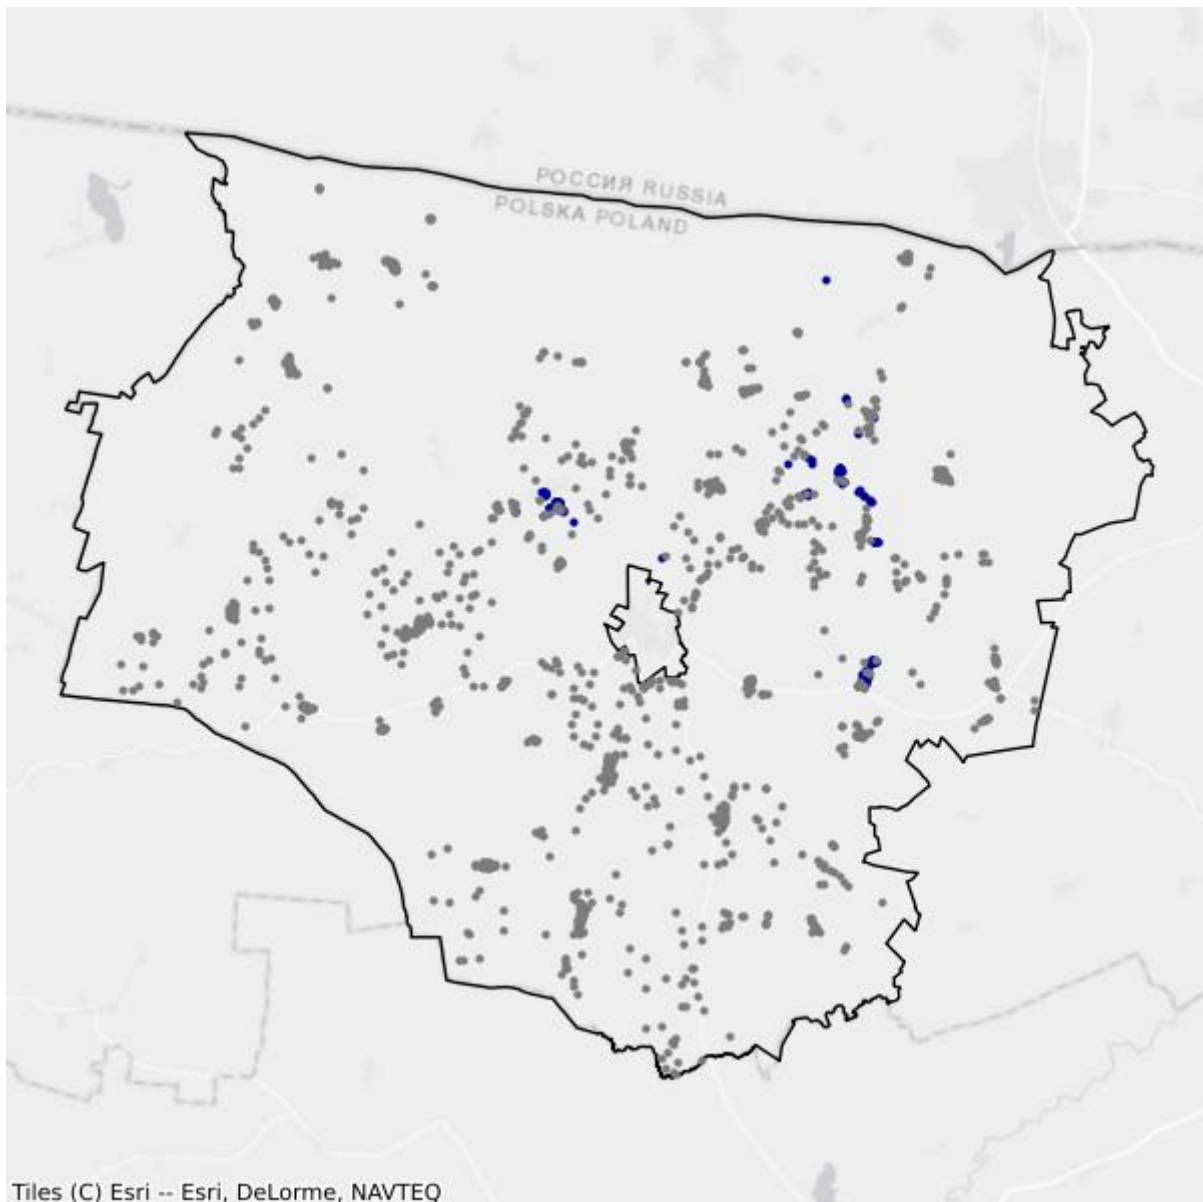 РОССИЯ RUSSIA
POLSKA POLAND
Tiles (C) Esri -- Esri, DeLorme, NAVTEQ